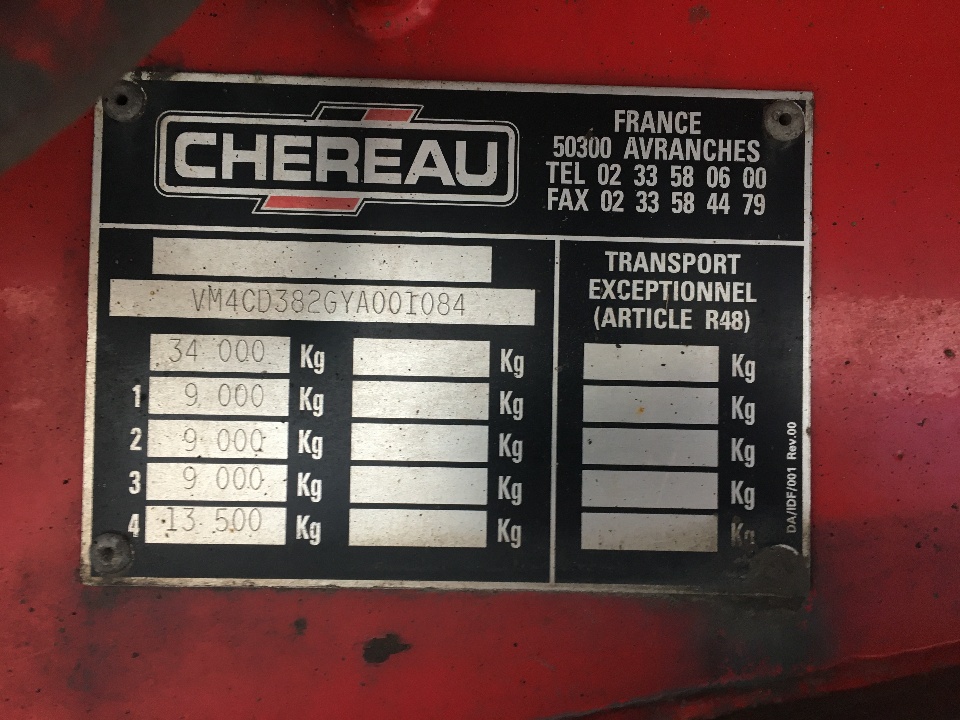 CHEREAU
FRANCE
50300 AVRANCHES
TEL 02 33 58 06 00
FAX 02 33 58 44 79
VM4CD382GYA001084
34 000 Kg Kg
1 9 000 Kg Kg
2 9 000 Kg Kg
3 9 000 Kg Kg
4 13 500 Kg Kg
TRANSPORT
EXCEPTIONNEL
(ARTICLE R48)
Kg
Kg
Kg
Kg
Kg
DA/IDF/001 Rev.00